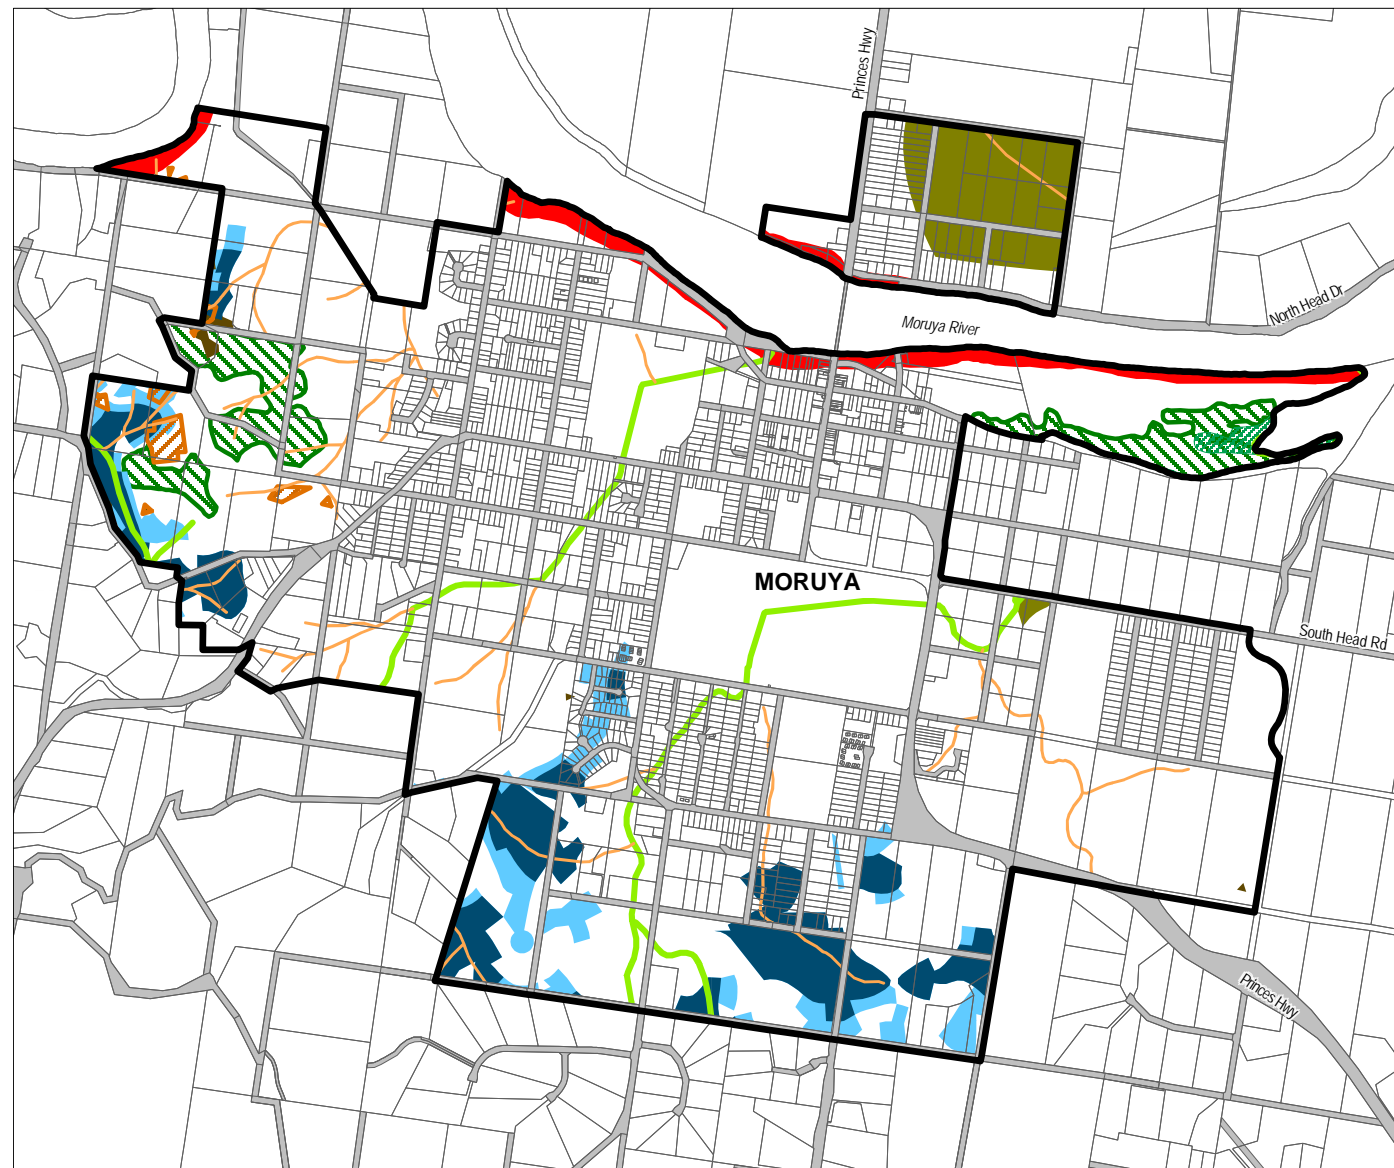 Princes Hwy
North Head Dr
Moruya River
MORUYA
South Head Rd
Princes Hwy